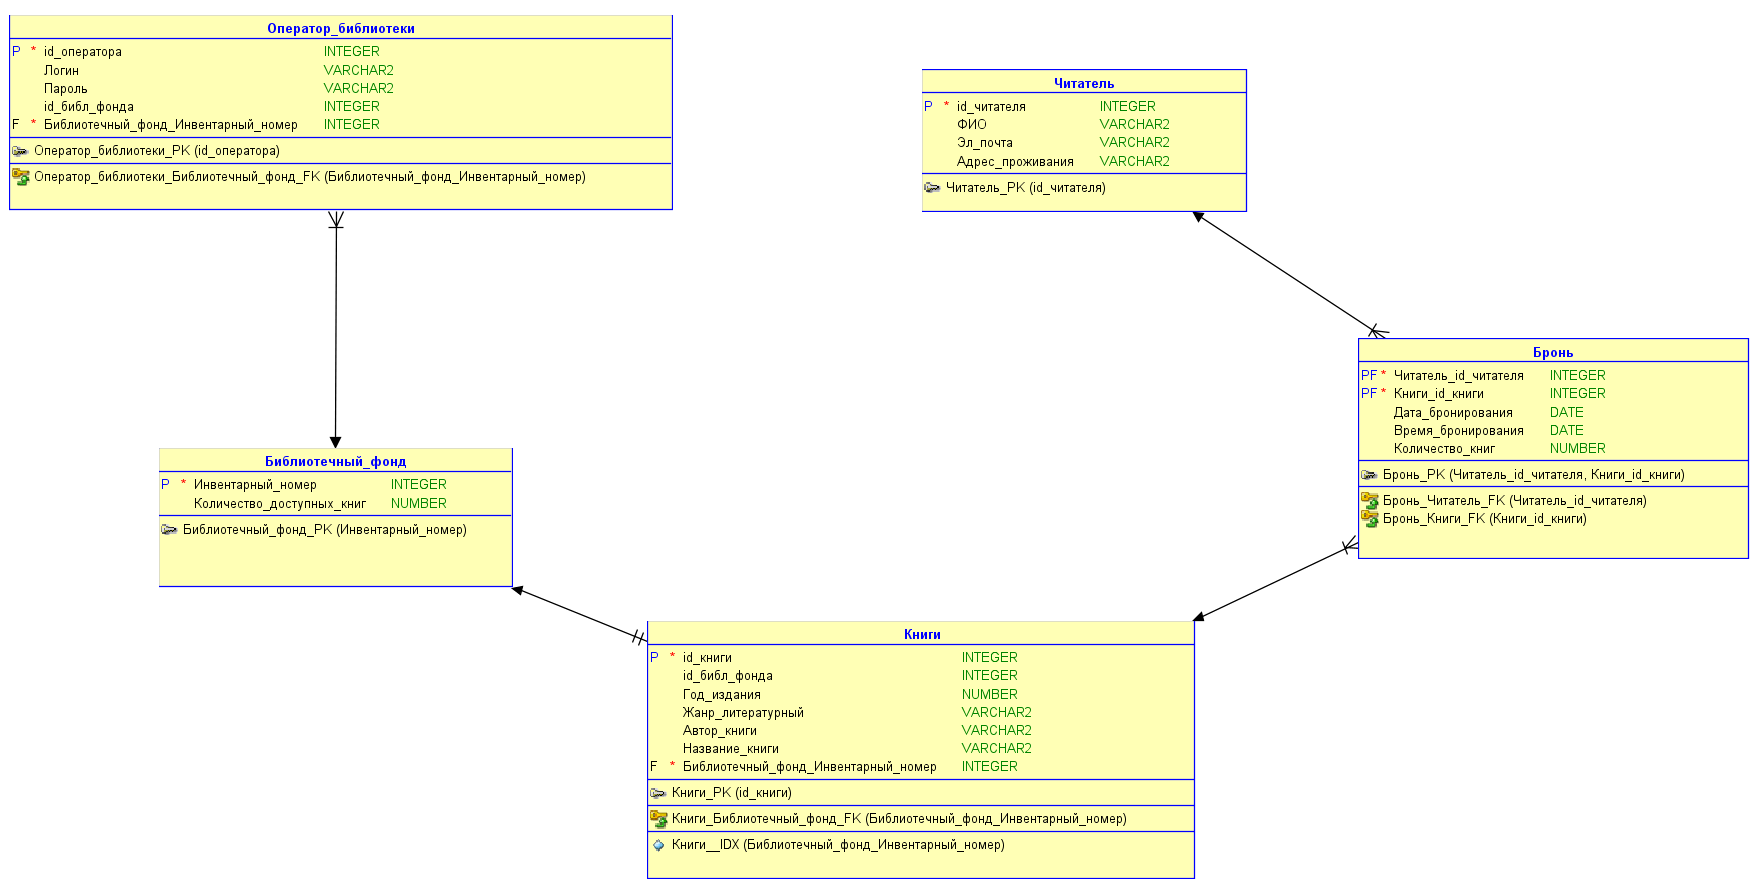 Оператор_библиотеки
P * id_оператора INTEGER
Логин VARCHAR2
Пароль VARCHAR2
id_библ_фонда INTEGER
F * Библиотечный_фонд_Инвентарный_номер INTEGER
Оператор_библиотеки_PK (id_оператора)
Оператор_библиотеки_Библиотечный_фонд_FK (Библиотечный_фонд_Инвентарный_номер)
Читатель
P * id_читателя INTEGER
ФИО VARCHAR2
Эл_почта VARCHAR2
Адрес_проживания VARCHAR2
Читатель_PK (id_читателя)
Бронь
PF * Читатель_id_читателя INTEGER
PF * Книги_id_книги INTEGER
Дата_бронирования DATE
Время_бронирования DATE
Количество_книг NUMBER
Бронь_PK (Читатель_id_читателя, Книги_id_книги)
Бронь_Читатель_FK (Читатель_id_читателя)
Бронь_Книги_FK (Книги_id_книги)
Библиотечный_фонд
P * Инвентарный_номер INTEGER
Количество_доступных_книг NUMBER
Библиотечный_фонд_PK (Инвентарный_номер)
Книги
P * id_книги INTEGER
id_библ_фонда INTEGER
Год_издания NUMBER
Жанр_литературный VARCHAR2
Автор_книги VARCHAR2
Название_книги VARCHAR2
F * Библиотечный_фонд_Инвентарный_номер INTEGER
Книги_PK (id_книги)
Книги_Библиотечный_фонд_FK (Библиотечный_фонд_Инвентарный_номер)
Книги__IDX (Библиотечный_фонд_Инвентарный_номер)